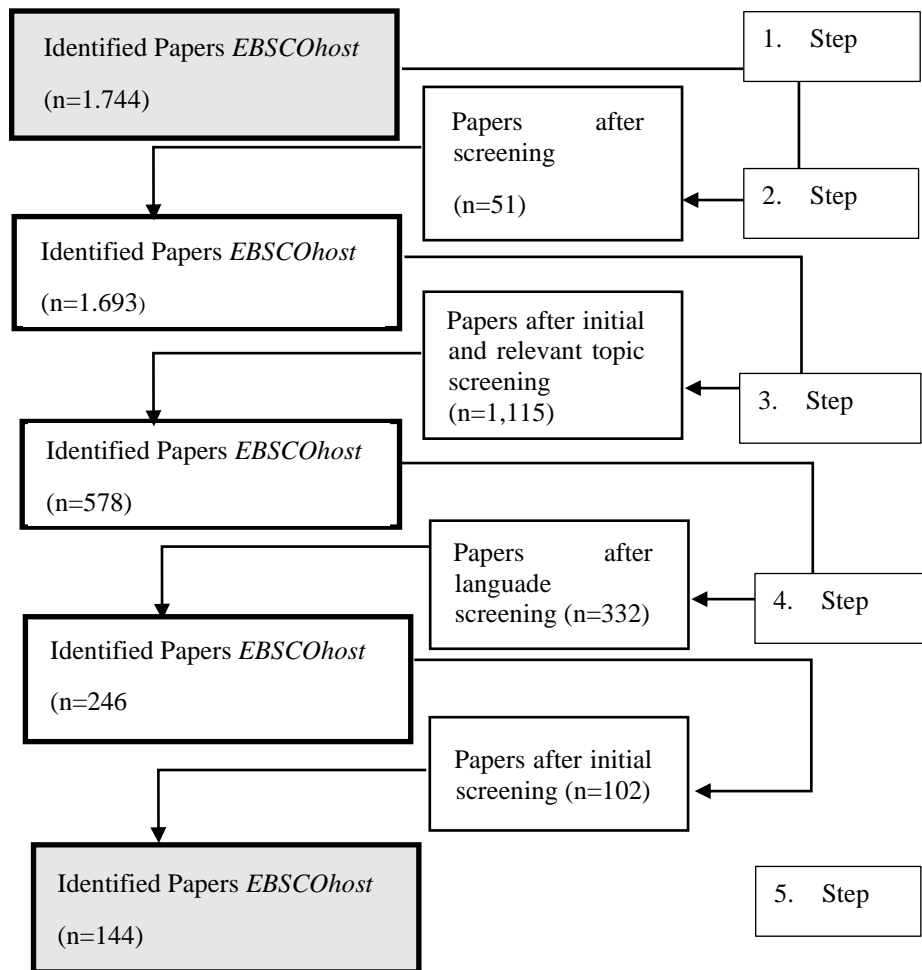 Identified Papers EBSCOhost
(n=1.744)
1. Step
Papers after
screening
(n=51)
2. Step
Identified Papers EBSCOhost
(n=1.693)
Papers after initial
and relevant topic
screening
(n=1,115)
3. Step
Identified Papers EBSCOhost
(n=578)
Papers after
languade
screening (n=332)
4. Step
Identified Papers EBSCOhost
(n=246
Papers after initial
screening (n=102)
Identified Papers EBSCOhost
(n=144)
5. Step